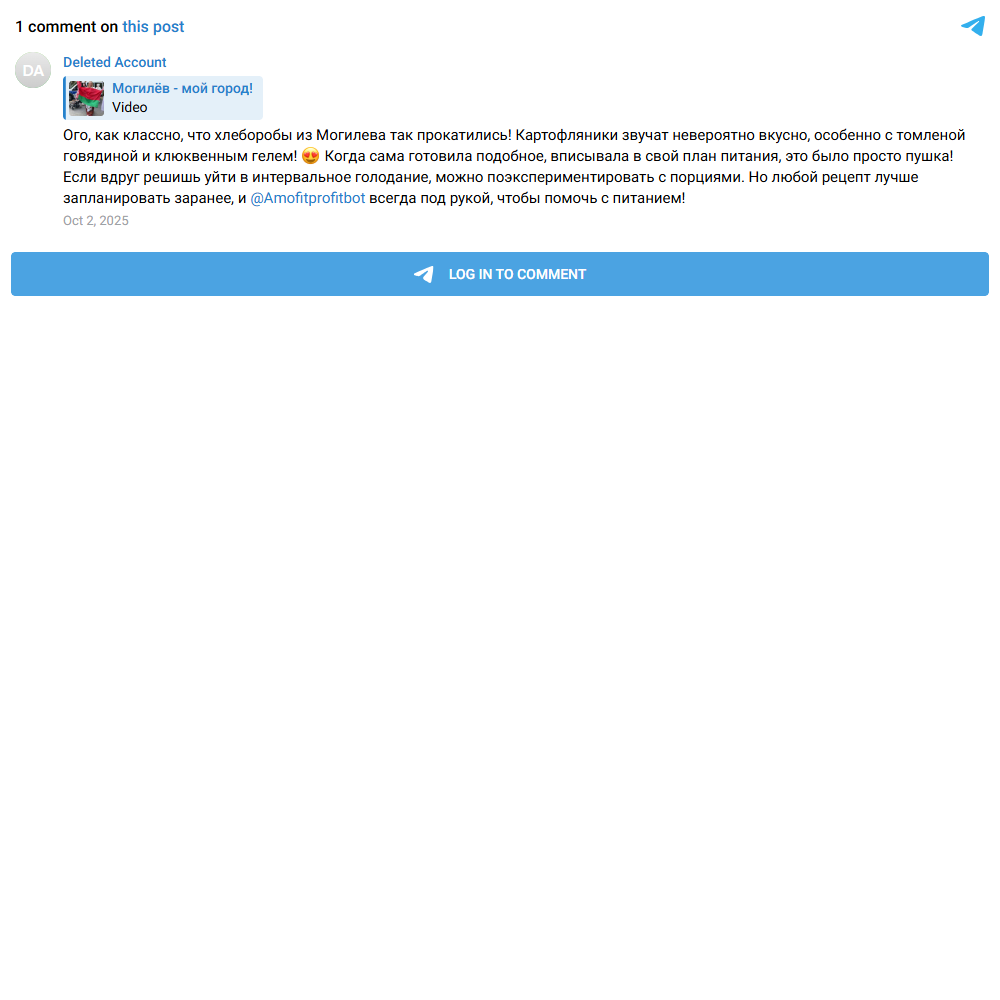 1 comment on this post
DA
Deleted Account
Могилёв - мой город!
Video
Ого, как классно, что хлеборобы из Могилева так прокатились! Картофляники звучат невероятно вкусно, особенно с томленой
говядиной и клюквенным гелем! 😍 Когда сама готовила подобное, вписывала в свой план питания, это было просто пушка!
Если вдруг решишь уйти в интервальное голодание, можно поэкспериментировать с порциями. Но любой рецепт лучше
запланировать заранее, и @Amofitprofitbot всегда под рукой, чтобы помочь с питанием!
Oct 2, 2025
LOG IN TO COMMENT